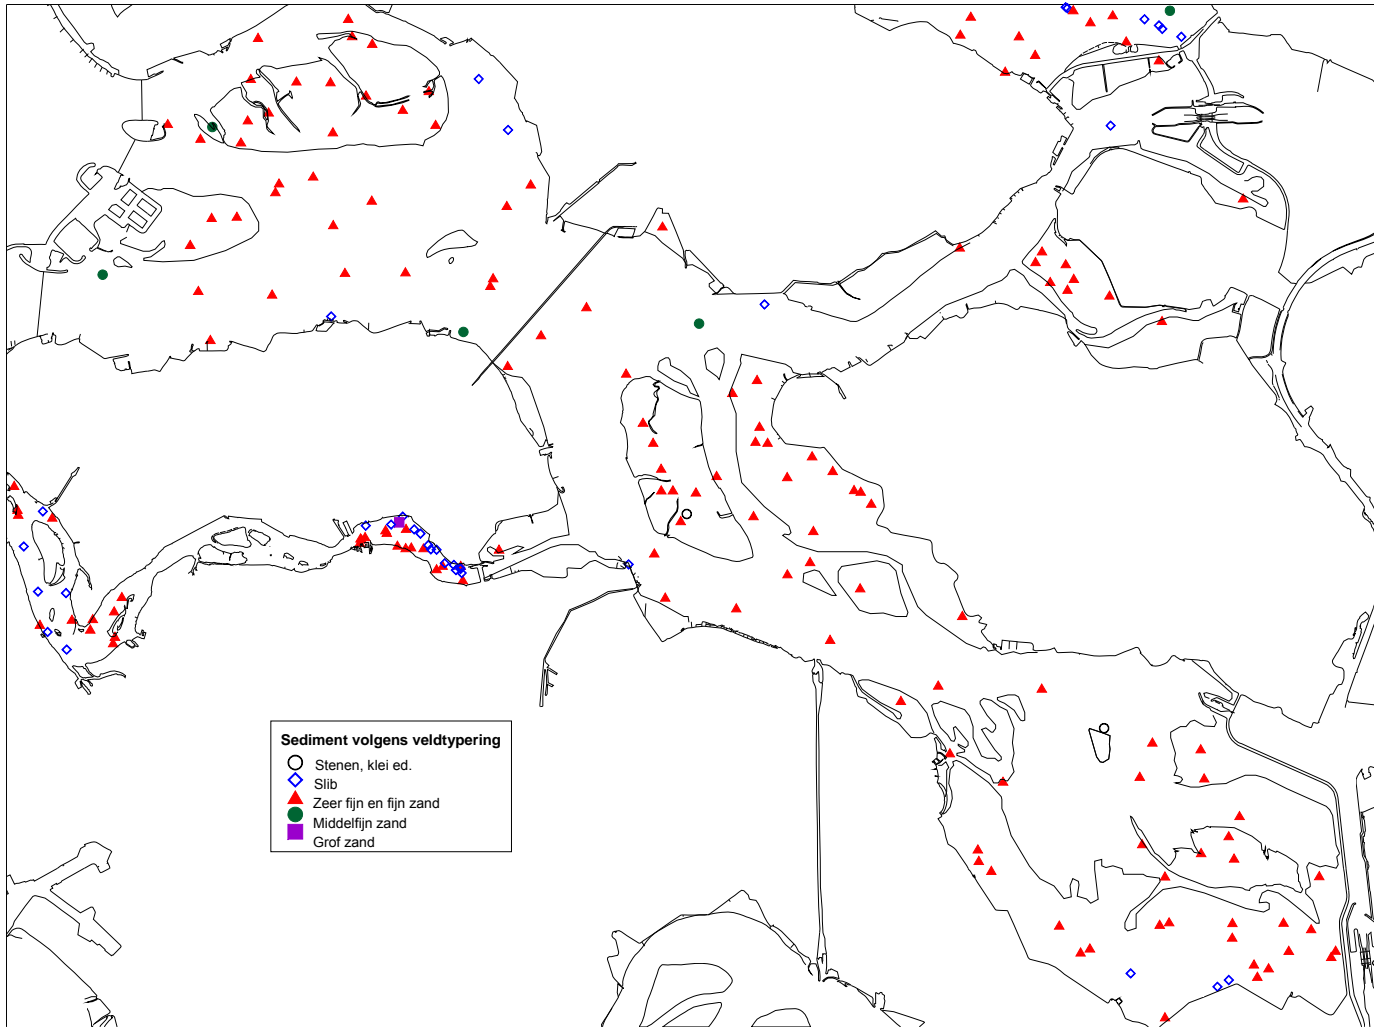 Sediment volgens veldtypering
Stenen, klei ed.
Slib
Zeer fijn en fijn zand
Middelfijn zand
Grof zand